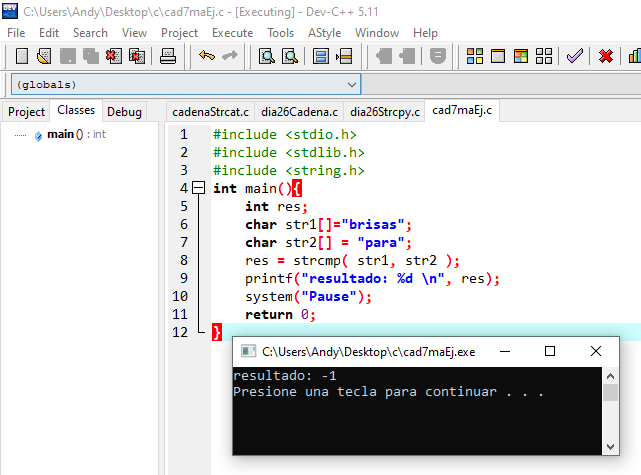 C:\Users\Andy\Desktop\c\cad7maEj.c - [Executing] - Dev-C++ 5.11
File Edit Search View Project Execute Tools AStyle Window Help
(globals)
Project Classes Debug
cadenaStrcat.c dia26Cadena.c dia26Strcpy.c cad7maEj.c
main () : int
1 #include <stdio.h>
2 #include <stdlib.h>
3 #include <string.h>
4 int main(){
5 int res;
6 char str1[]="brisas";
7 char str2[] = "para";
8 res = strcmp( str1, str2 );
9 printf("resultado: %d \n", res);
10 system("Pause");
11 return 0;
12 }
C:\Users\Andy\Desktop\c\cad7maEj.exe
resultado: -1
Presione una tecla para continuar . . .